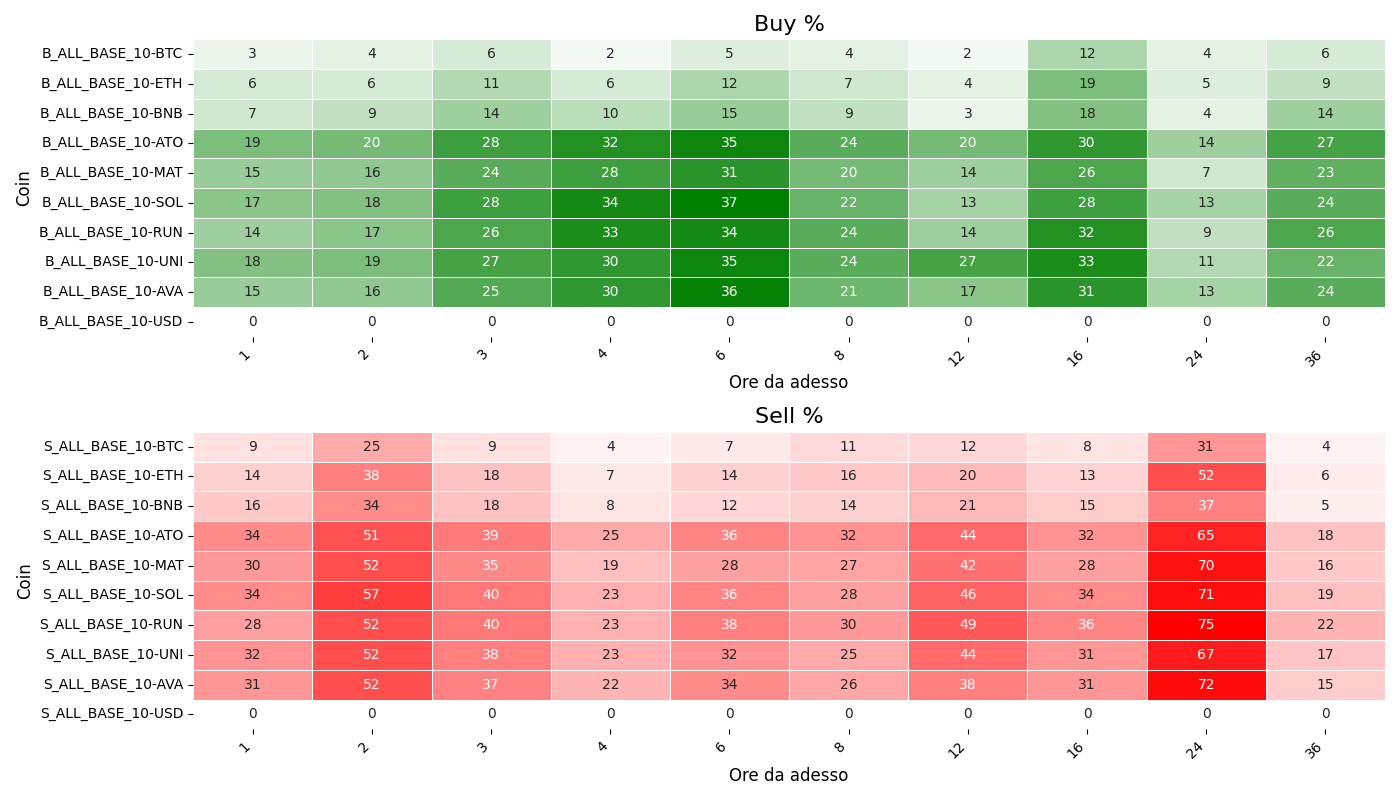 Buy %
Coin
B_ALL_BASE_10-BTC 3 4 6 2 5 4 2 12 4 6
B_ALL_BASE_10-ETH 6 6 11 6 12 7 4 19 5 9
B_ALL_BASE_10-BNB 7 9 14 10 15 9 3 18 4 14
B_ALL_BASE_10-ATO 19 20 28 32 35 24 20 30 14 27
B_ALL_BASE_10-MAT 15 16 24 28 31 20 14 26 7 23
B_ALL_BASE_10-SOL 17 18 28 34 37 22 13 28 13 24
B_ALL_BASE_10-RUN 14 17 26 33 34 24 14 32 9 26
B_ALL_BASE_10-UNI 18 19 27 30 35 24 27 33 11 22
B_ALL_BASE_10-AVA 15 16 25 30 36 21 17 31 13 24
B_ALL_BASE_10-USD 0 0 0 0 0 0 0 0 0 0
1 2 3 4 6 8 12 16 24 36
Ore da adesso
Sell %
Coin
S_ALL_BASE_10-BTC 9 25 9 4 7 11 12 8 31 4
S_ALL_BASE_10-ETH 14 38 18 7 14 16 20 13 52 6
S_ALL_BASE_10-BNB 16 34 18 8 12 14 21 15 37 5
S_ALL_BASE_10-ATO 34 51 39 25 36 32 44 32 65 18
S_ALL_BASE_10-MAT 30 52 35 19 28 27 42 28 70 16
S_ALL_BASE_10-SOL 34 57 40 23 36 28 46 34 71 19
S_ALL_BASE_10-RUN 28 52 40 23 38 30 49 36 75 22
S_ALL_BASE_10-UNI 32 52 38 23 32 25 44 31 67 17
S_ALL_BASE_10-AVA 31 52 37 22 34 26 38 31 72 15
S_ALL_BASE_10-USD 0 0 0 0 0 0 0 0 0 0
1 2 3 4 6 8 12 16 24 36
Ore da adesso